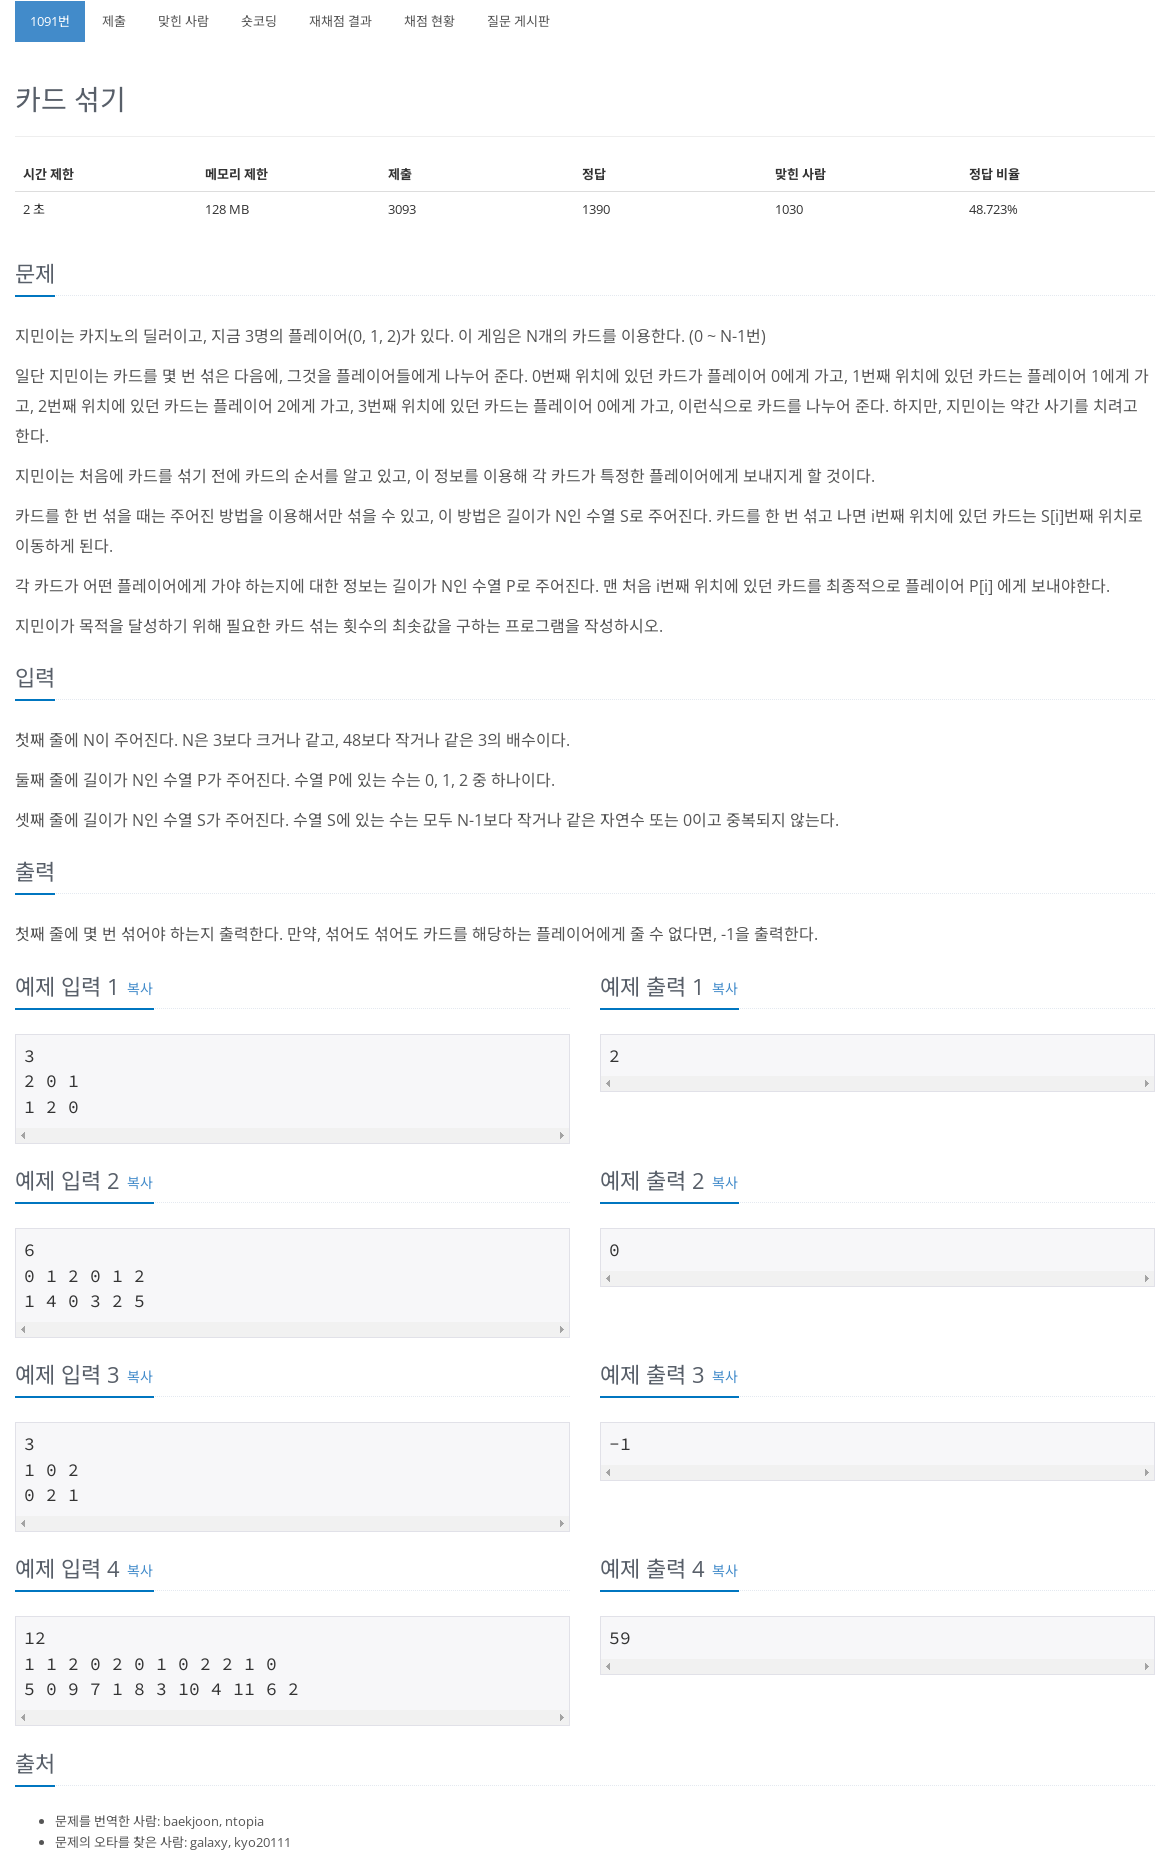 1091번 제출 맞힌 사람 숏코딩 재채점 결과 채점 현황 질문 게시판
카드 섞기
시간 제한 메모리 제한 제출 정답 맞힌 사람 정답 비율
2 초 128 MB 3093 1390 1030 48.723%
문제
지민이는 카지노의 딜러이고, 지금 3명의 플레이어(0, 1, 2)가 있다. 이 게임은 N개의 카드를 이용한다. (0 ~ N-1번)
일단 지민이는 카드를 몇 번 섞은 다음에, 그것을 플레이어들에게 나누어 준다. 0번째 위치에 있던 카드가 플레이어 0에게 가고, 1번째 위치에 있던 카드는 플레이어 1에게 가
고, 2번째 위치에 있던 카드는 플레이어 2에게 가고, 3번째 위치에 있던 카드는 플레이어 0에게 가고, 이런식으로 카드를 나누어 준다. 하지만, 지민이는 약간 사기를 치려고
한다.
지민이는 처음에 카드를 섞기 전에 카드의 순서를 알고 있고, 이 정보를 이용해 각 카드가 특정한 플레이어에게 보내지게 할 것이다.
카드를 한 번 섞을 때는 주어진 방법을 이용해서만 섞을 수 있고, 이 방법은 길이가 N인 수열 S로 주어진다. 카드를 한 번 섞고 나면 i번째 위치에 있던 카드는 S[i]번째 위치로
이동하게 된다.
각 카드가 어떤 플레이어에게 가야 하는지에 대한 정보는 길이가 N인 수열 P로 주어진다. 맨 처음 i번째 위치에 있던 카드를 최종적으로 플레이어 P[i] 에게 보내야한다.
지민이가 목적을 달성하기 위해 필요한 카드 섞는 횟수의 최솟값을 구하는 프로그램을 작성하시오.
입력
첫째 줄에 N이 주어진다. N은 3보다 크거나 같고, 48보다 작거나 같은 3의 배수이다.
둘째 줄에 길이가 N인 수열 P가 주어진다. 수열 P에 있는 수는 0, 1, 2 중 하나이다.
셋째 줄에 길이가 N인 수열 S가 주어진다. 수열 S에 있는 수는 모두 N-1보다 작거나 같은 자연수 또는 0이고 중복되지 않는다.
출력
첫째 줄에 몇 번 섞어야 하는지 출력한다. 만약, 섞어도 섞어도 카드를 해당하는 플레이어에게 줄 수 없다면, -1을 출력한다.
예제 입력 1 복사
3
2 0 1
1 2 0
예제 출력 1 복사
2
예제 입력 2 복사
6
0 1 2 0 1 2
1 4 0 3 2 5
예제 출력 2 복사
0
예제 입력 3 복사
3
1 0 2
0 2 1
예제 출력 3 복사
-1
예제 입력 4 복사
12
1 1 2 0 2 0 1 0 2 2 1 0
5 0 9 7 1 8 3 10 4 11 6 2
예제 출력 4 복사
59
출처
문제를 번역한 사람: baekjoon, ntopia
문제의 오타를 찾은 사람: galaxy, kyo20111